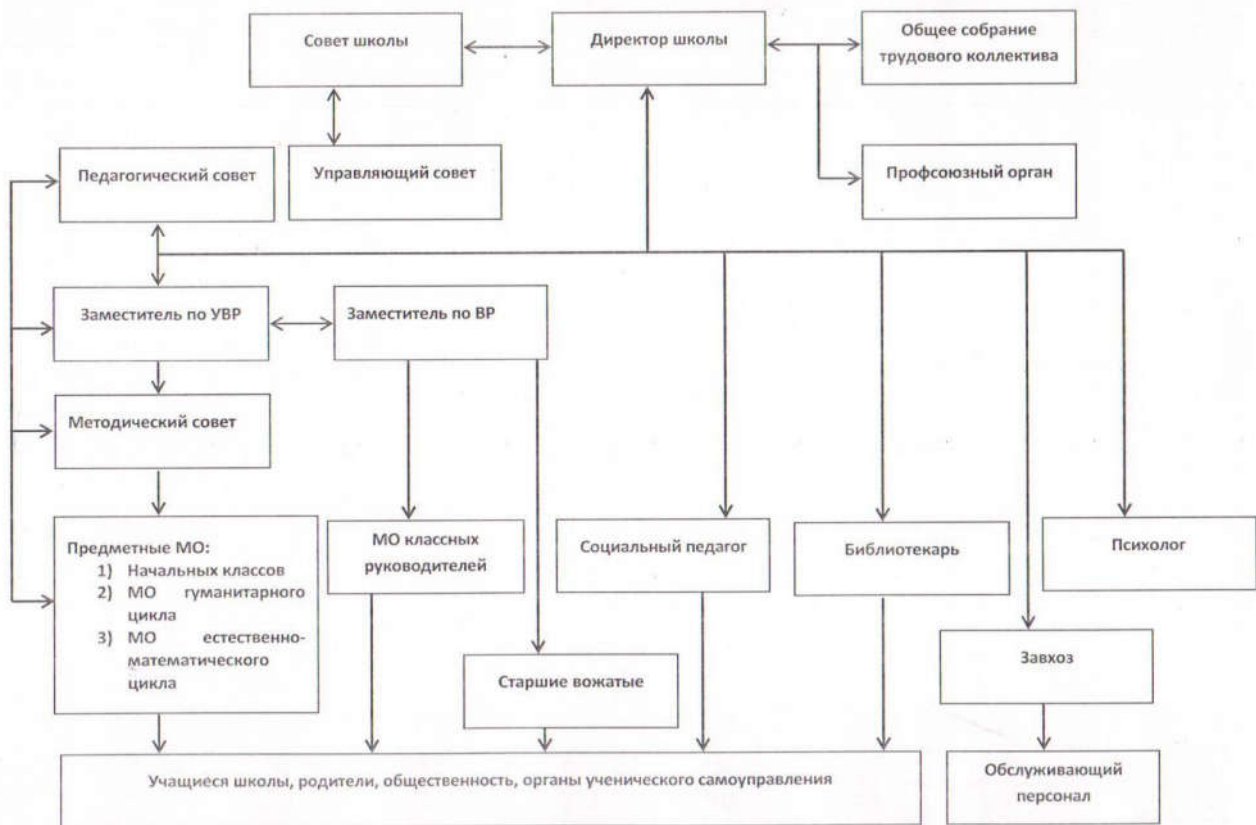 Совет школы
Директор школы
Общее собрание
трудового коллектива
Педагогический совет
Управляющий совет
Профсоюзный орган
Заместитель по УВР
Заместитель по ВР
Методический совет
Предметные МО:
1) Начальных классов
2) МО гуманитарного
цикла
3) МО естественно-
математического
цикла
МО классных
руководителей
Социальный педагог
Библиотекарь
Психолог
Старшие вожатые
Завхоз
Учащиеся школы, родители, общественность, органы ученического самоуправления
Обслуживающий
персонал